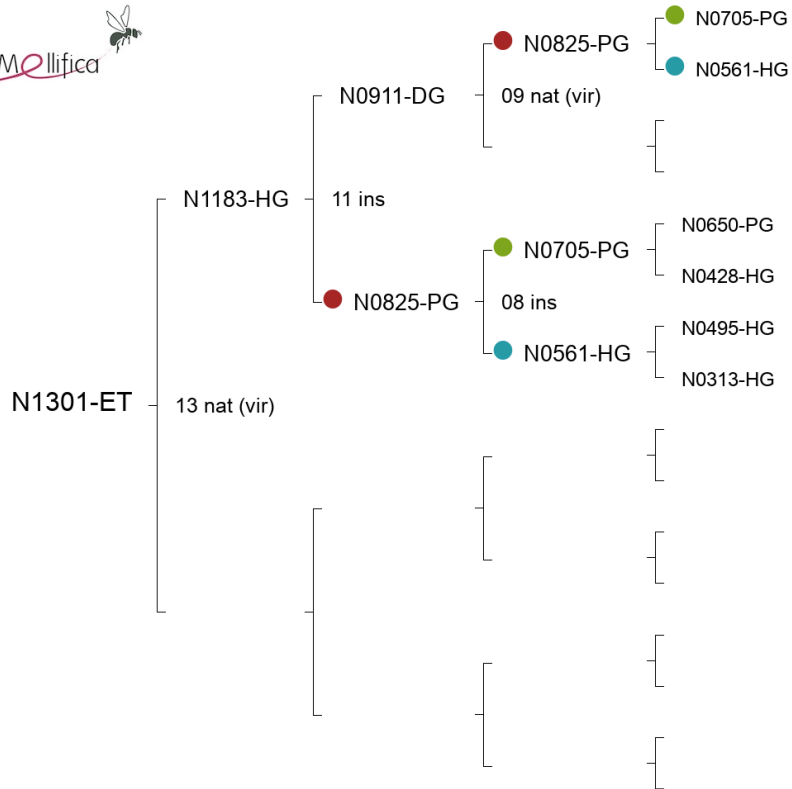 Mellifica
N0705-PG
N0825-PG
N0561-HG
N0911-DG
09 nat (vir)
N1183-HG
11 ins
N0650-PG
N0705-PG
N0428-HG
N0825-PG
08 ins
N0495-HG
N0561-HG
N0313-HG
N1301-ET
13 nat (vir)